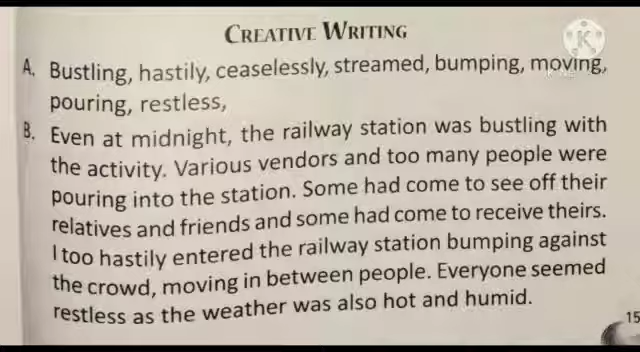 CREATIVE WRITING
A. Bustling, hastily, ceaselessly, streamed, bumping, moving,
pouring, restless,
B. Even at midnight, the railway station was bustling with
the activity. Various vendors and too many people were
pouring into the station. Some had come to see off their
relatives and friends and some had come to receive theirs.
I too hastily entered the railway station bumping against
the crowd, moving in between people. Everyone seemed
restless as the weather was also hot and humid.
15
K